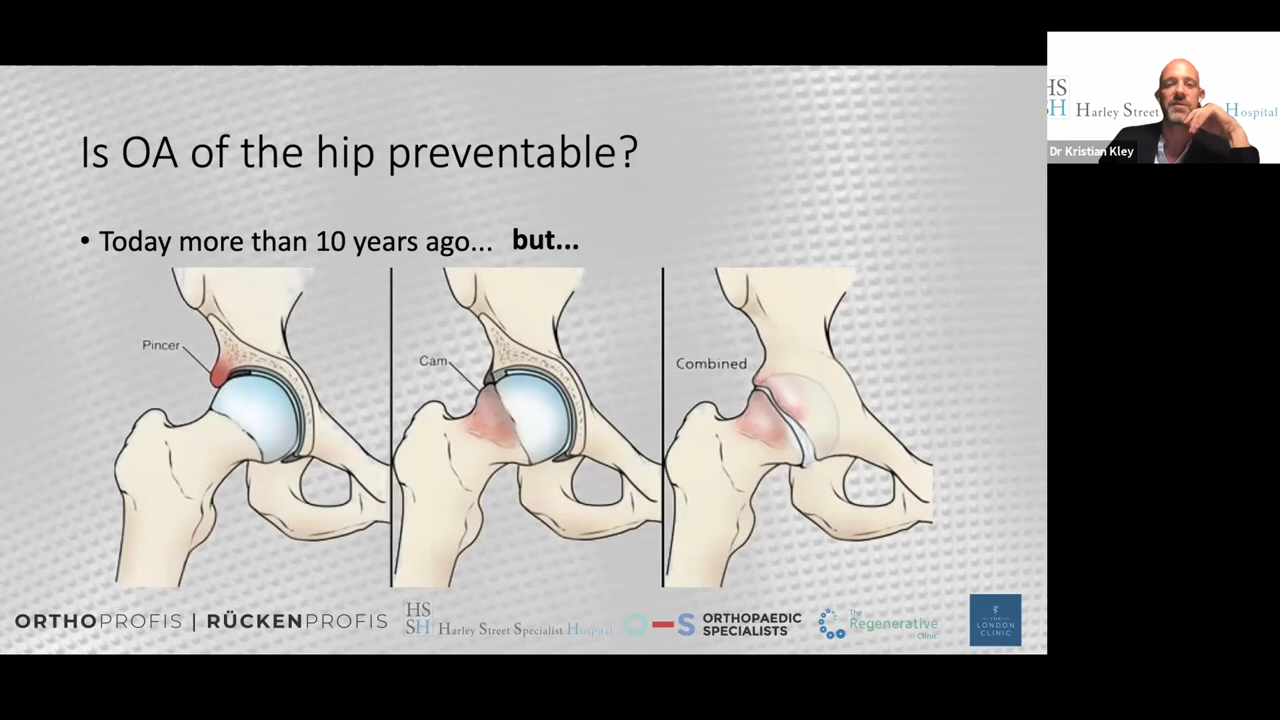 Is OA of the hip preventable?
• Today more than 10 years ago... but...
Pincer
Cam
Combined
ORTHOPROFIS | RÜCKENPROFIS
HS
SH Harley Street Specialist Hospital
O-S ORTHOPAEDIC
SPECIALISTS
The
Regenerative
Clinic
THE
LONDON
CLINIC
HS
SH Harley Street Hospital
Dr Kristian Kley